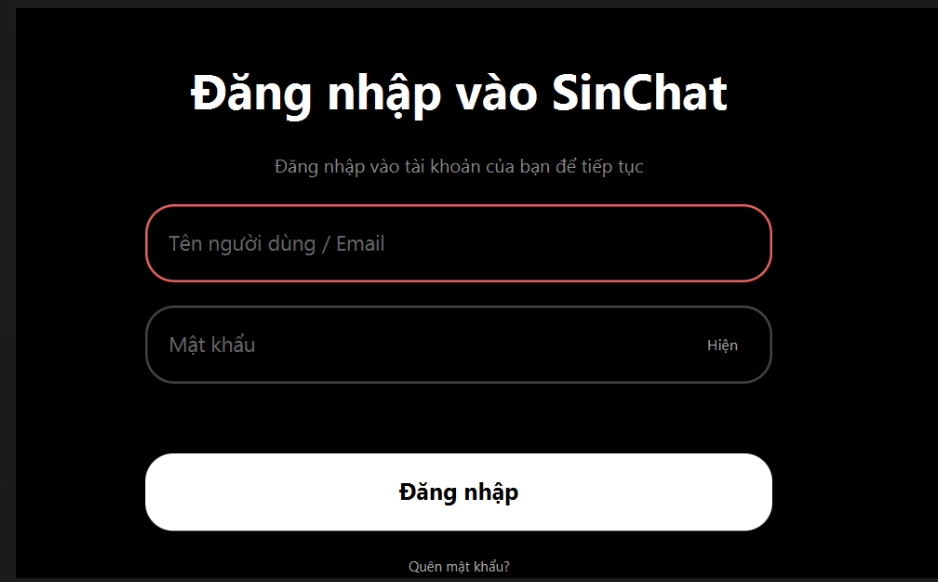 Đăng nhập vào SinChat
Đăng nhập vào tài khoản của bạn để tiếp tục
Tên người dùng / Email
Mật khẩu
Hiện
Đăng nhập
Quên mật khẩu?